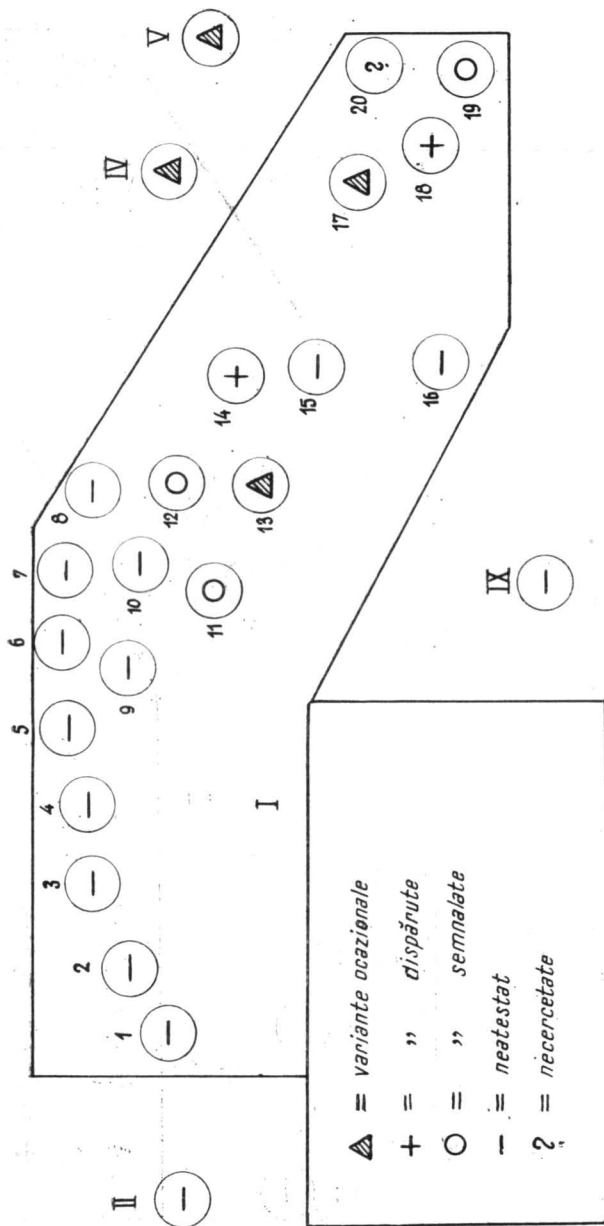 II
IV
V
1
2
3
4
5
6
7
8
9
10
11
12
13
14
15
16
17
18
19
20
?
I
IX
▲ = variante ocazionale
+ = ,, dispărute
O = ,, semnalate
– = neatestat
? = necercetate